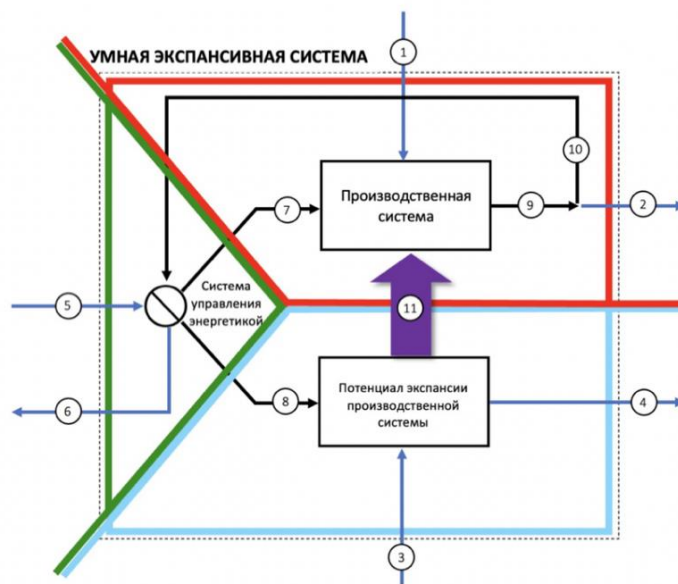 УМНАЯ ЭКСПАНСИВНАЯ СИСТЕМА
1
10
Производственная
система
7
9
2
Система
управления
энергетикой
5
11
6
8
Потенциал экспансии
производственной
системы
4
3